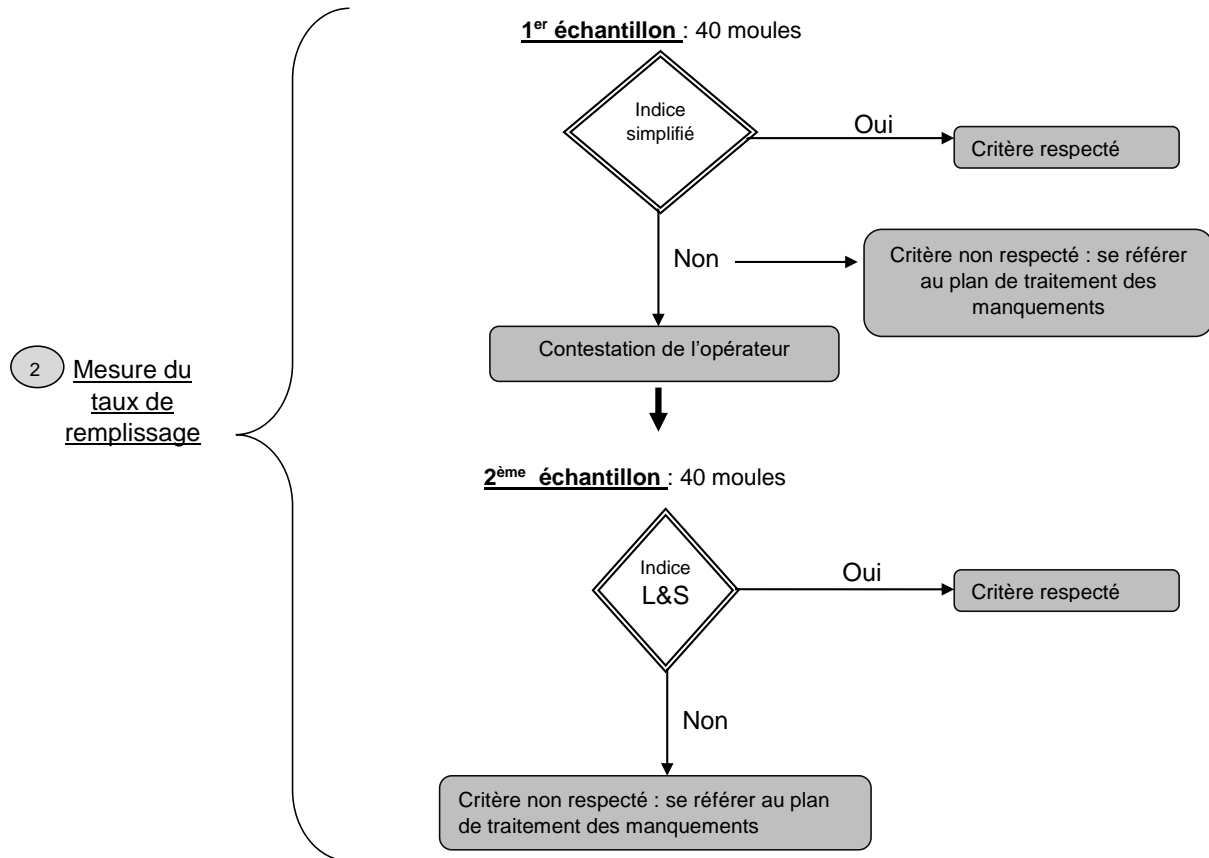 1er échantillon : 40 moules
Indice
simplifié
Oui
Critère respecté
Non
Critère non respecté : se référer
au plan de traitement des
manquements
Contestation de l’opérateur
2 Mesure du
taux de
remplissage
2ème échantillon : 40 moules
Indice
L&S
Oui
Critère respecté
Non
Critère non respecté : se référer au plan
de traitement des manquements